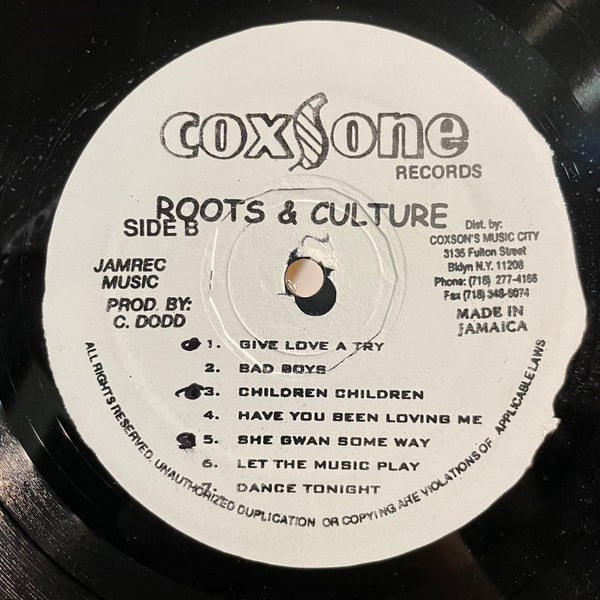 coxsone
RECORDS
ROOTS & CULTURE
SIDE B
JAMREC
MUSIC
PROD. BY:
C. DODD
Dist. by:
COXSON'S MUSIC CITY
3135 Fulton Street
Bklyn N.Y. 11208
Phone: (718) 277-4166
Fax (718) 348-9074
MADE IN
JAMAICA
1. GIVE LOVE A TRY
2. BAD BOYS
3. CHILDREN CHILDREN
4. HAVE YOU BEEN LOVING ME
5. SHE GWAN SOME WAY
6. LET THE MUSIC PLAY
7. DANCE TONIGHT
ALL RIGHTS RESERVED. UNAUTHORIZED DUPLICATION OR COPYING ARE VIOLATIONS OF APPLICABLE LAWS